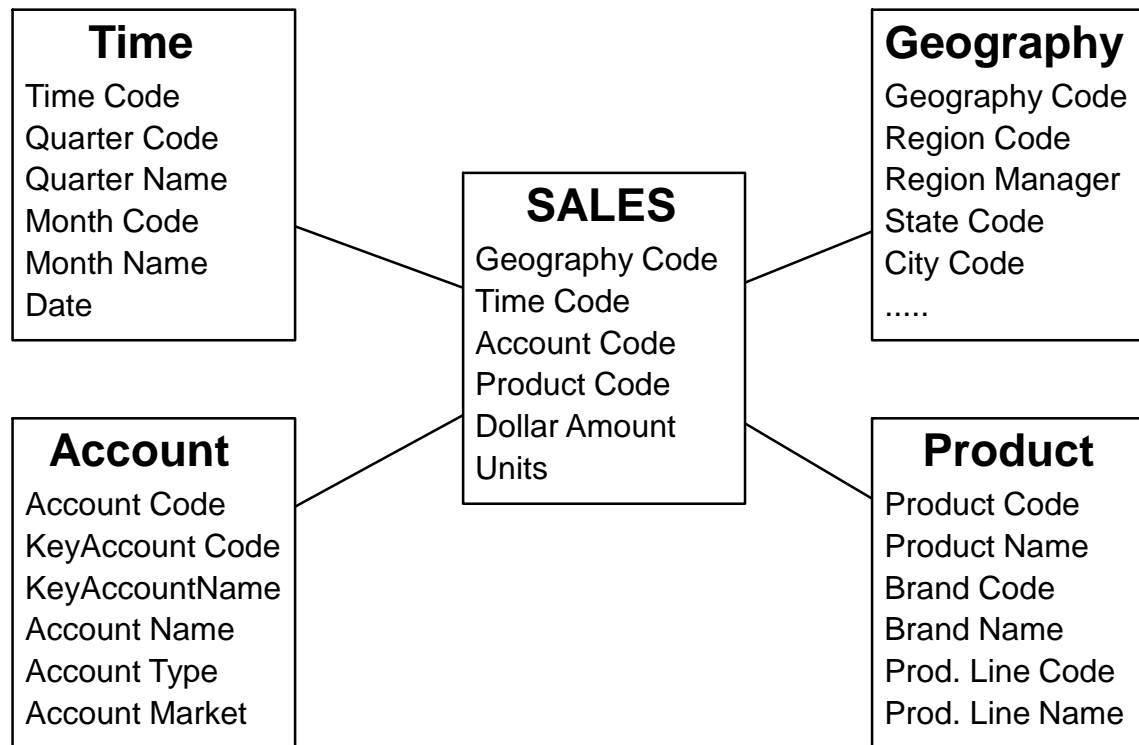 Time
Time Code
Quarter Code
Quarter Name
Month Code
Month Name
Date
Geography
Geography Code
Region Code
Region Manager
State Code
City Code
.....
SALES
Geography Code
Time Code
Account Code
Product Code
Dollar Amount
Units
Account
Account Code
KeyAccount Code
KeyAccountName
Account Name
Account Type
Account Market
Product
Product Code
Product Name
Brand Code
Brand Name
Prod. Line Code
Prod. Line Name